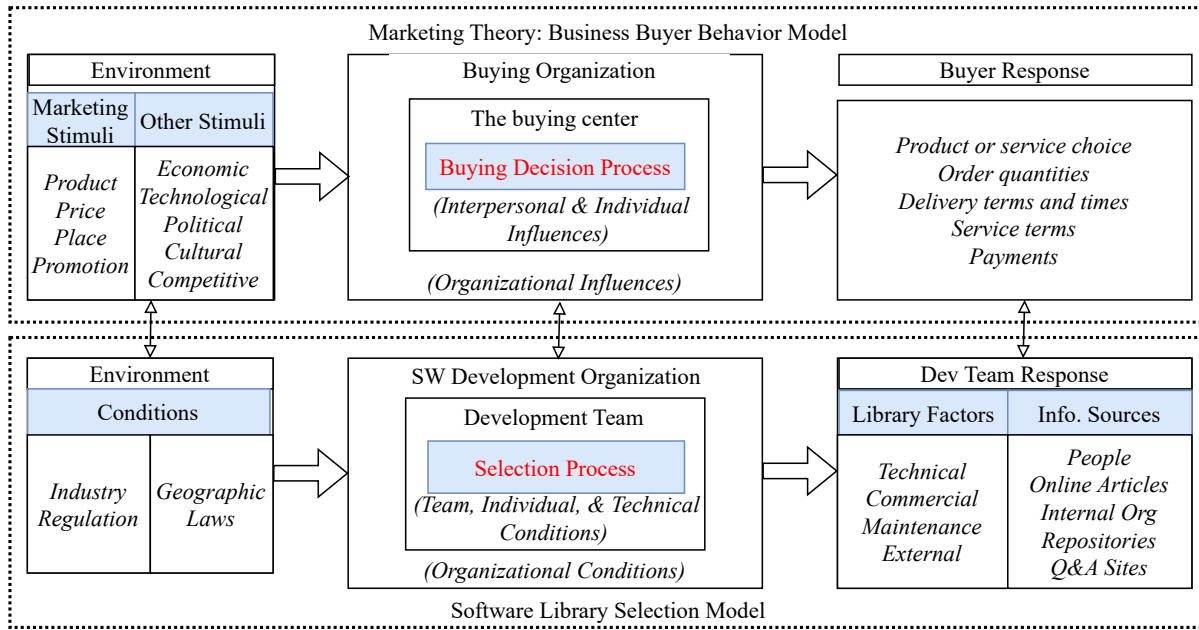 Marketing Theory: Business Buyer Behavior Model
Environment
Marketing
Stimuli
Other Stimuli
Product
Price
Place
Promotion
Economic
Technological
Political
Cultural
Competitive
Buying Organization
The buying center
Buying Decision Process
(Interpersonal & Individual
Influences)
(Organizational Influences)
Buyer Response
Product or service choice
Order quantities
Delivery terms and times
Service terms
Payments
Environment
Conditions
Industry
Regulation
Geographic
Laws
SW Development Organization
Development Team
Selection Process
(Team, Individual, & Technical
Conditions)
(Organizational Conditions)
Dev Team Response
Library Factors
Info. Sources
Technical
Commercial
Maintenance
External
People
Online Articles
Internal Org
Repositories
Q&A Sites
Software Library Selection Model